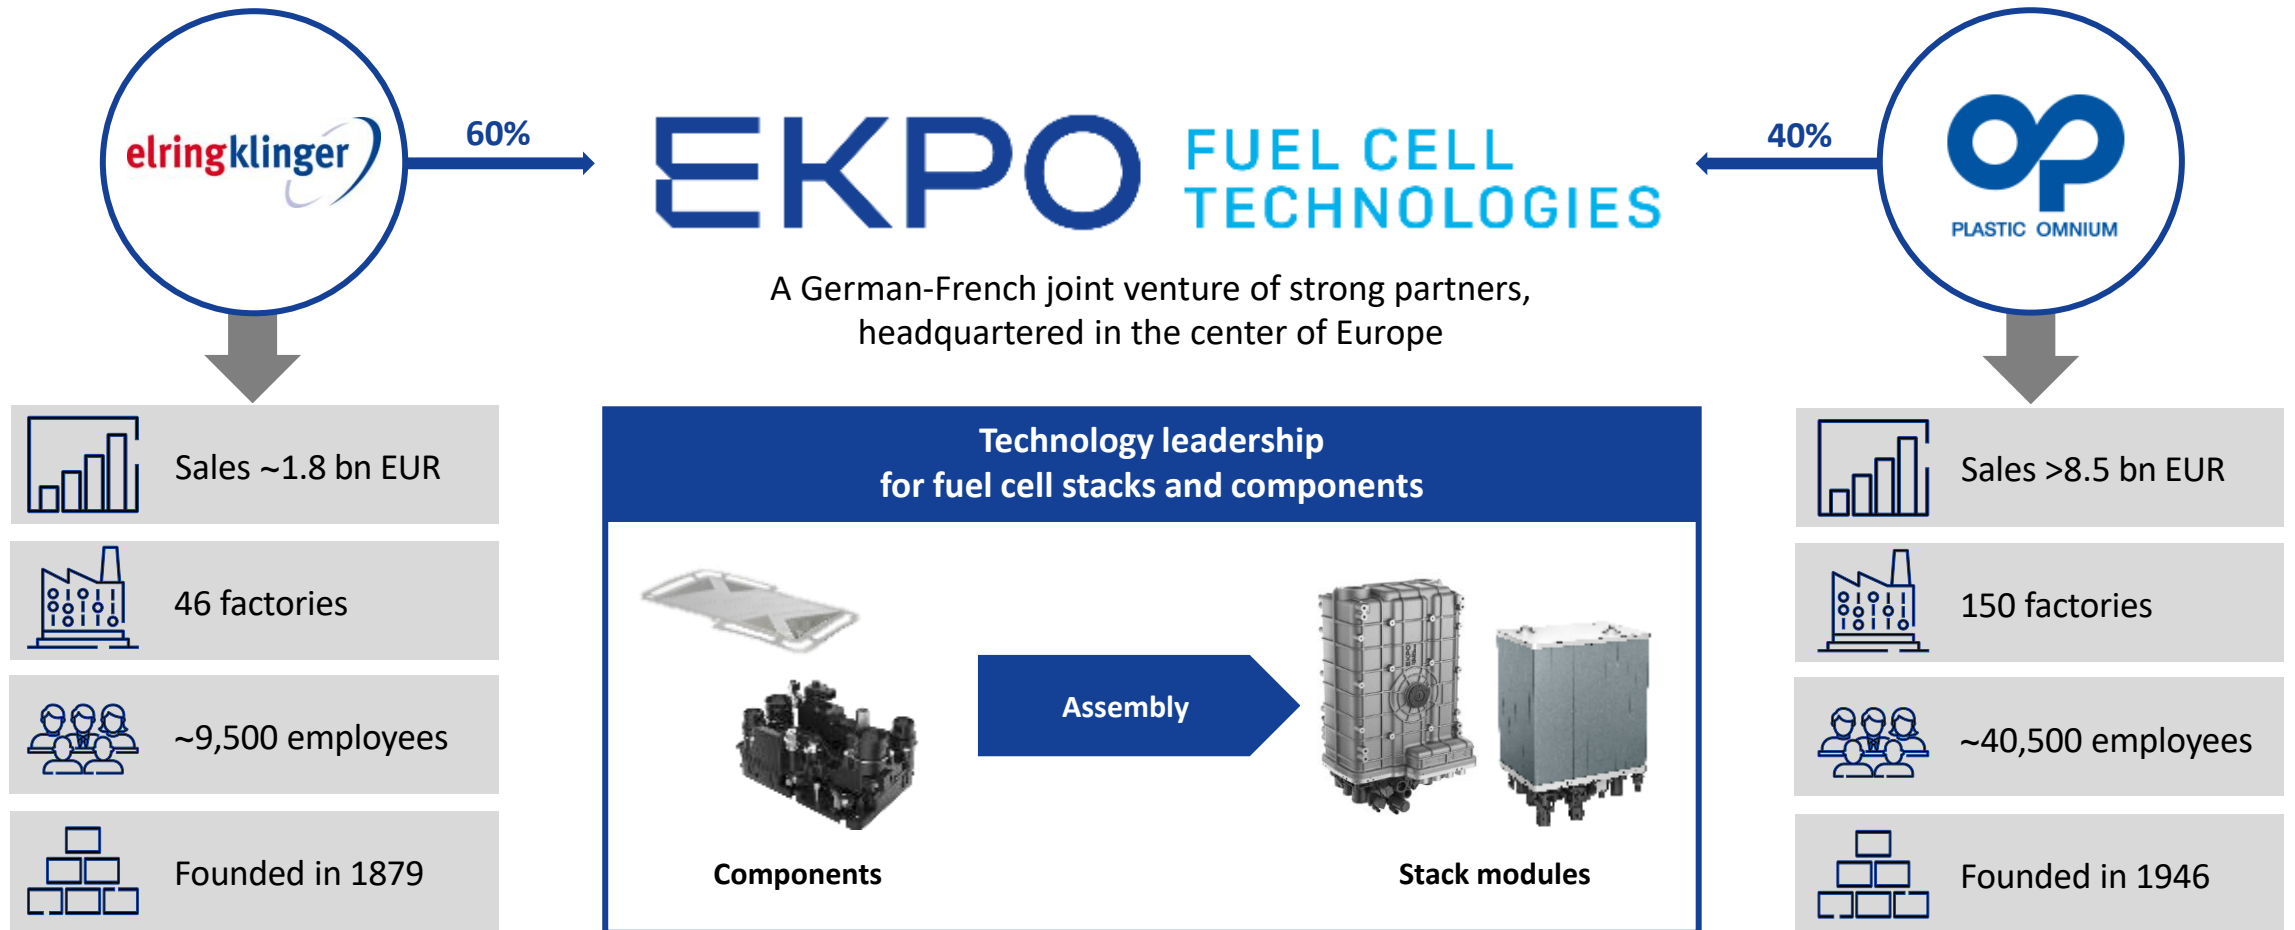 elringklinger
60%
EKPO
FUEL CELL
TECHNOLOGIES
40%
OP
PLASTIC OMNIUM
A German-French joint venture of strong partners,
headquartered in the center of Europe
Sales ~1.8 bn EUR
46 factories
~9,500 employees
Founded in 1879
Technology leadership
for fuel cell stacks and components
Assembly
EKPO
Components
Stack modules
Sales >8.5 bn EUR
150 factories
~40,500 employees
Founded in 1946